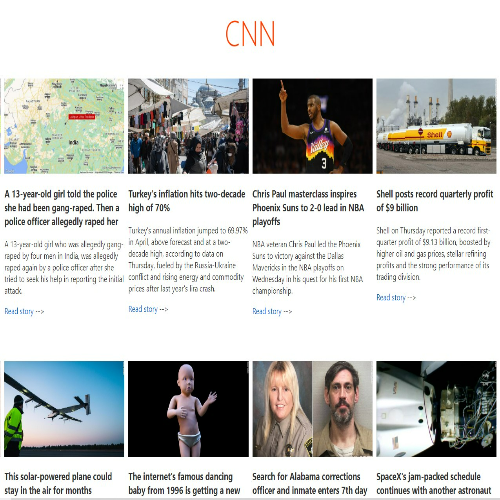 CNN
India
Shell
Valley
3
A 13-year-old girl told the police
she had been gang-raped. Then a
police officer allegedly raped her
A 13-year-old girl who was allegedly gang-
raped by four men in India, was allegedly
raped again by a police officer after she
tried to seek his help in reporting the initial
attack.
Read story -->
Turkey's inflation hits two-decade
high of 70%
Turkey's annual inflation jumped to 69.97%
in April, above forecast and at a two-
decade high, according to data on
Thursday, fueled by the Russia-Ukraine
conflict and rising energy and commodity
prices after last year's lira crash.
Read story -->
Chris Paul masterclass inspires
Phoenix Suns to 2-0 lead in NBA
playoffs
NBA veteran Chris Paul led the Phoenix
Suns to victory against the Dallas
Mavericks in the NBA playoffs on
Wednesday in his quest for his first NBA
championship.
Read story -->
Shell posts record quarterly profit
of $9 billion
Shell on Thursday reported a record first-
quarter profit of $9.13 billion, boosted by
higher oil and gas prices, stellar refining
profits and the strong performance of its
trading division.
Read story -->
This solar-powered plane could
stay in the air for months
The internet's famous dancing
baby from 1996 is getting a new
Search for Alabama corrections
officer and inmate enters 7th day
SpaceX's jam-packed schedule
continues with another astronaut